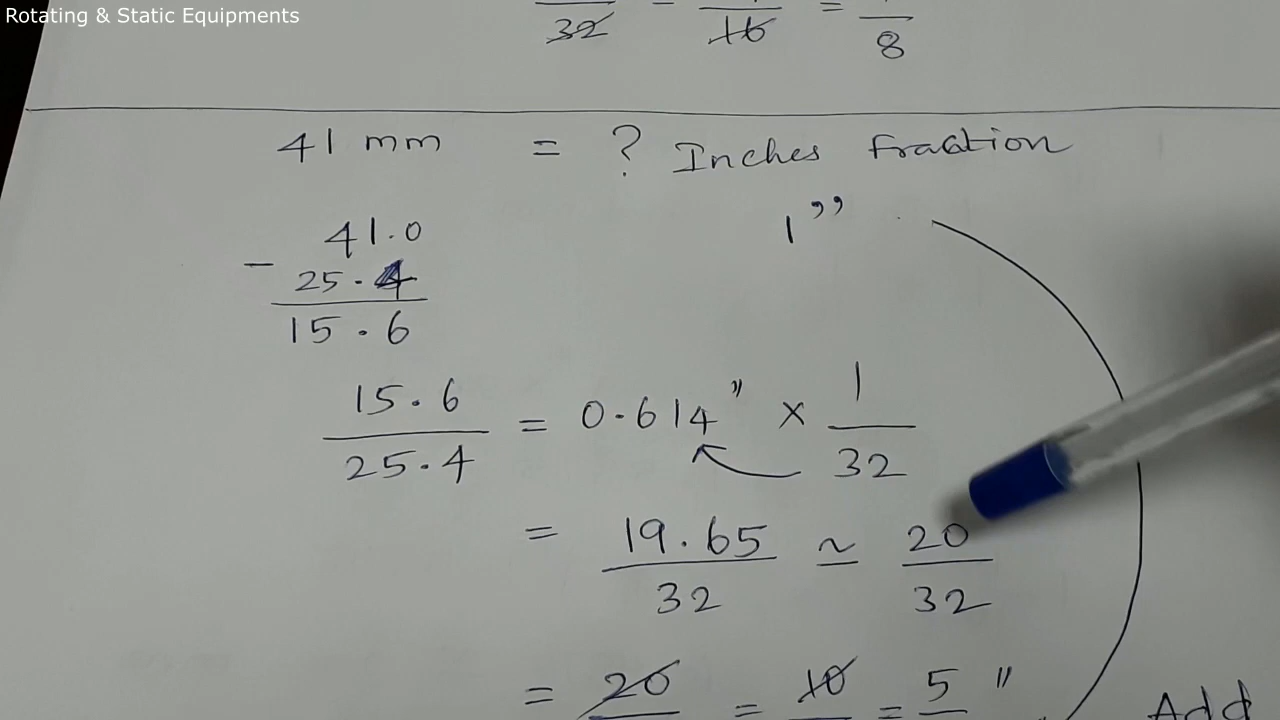 Rotating & Static Equipments
32 - 16 = 8
41 mm = ? Inches fraction
1"
41.0
- 25.4
15.6
15.6 / 25.4 = 0.614" × 1 / 32
= 19.65 / 32 ≃ 20 / 32
= 20 = 10 = 5"
Add